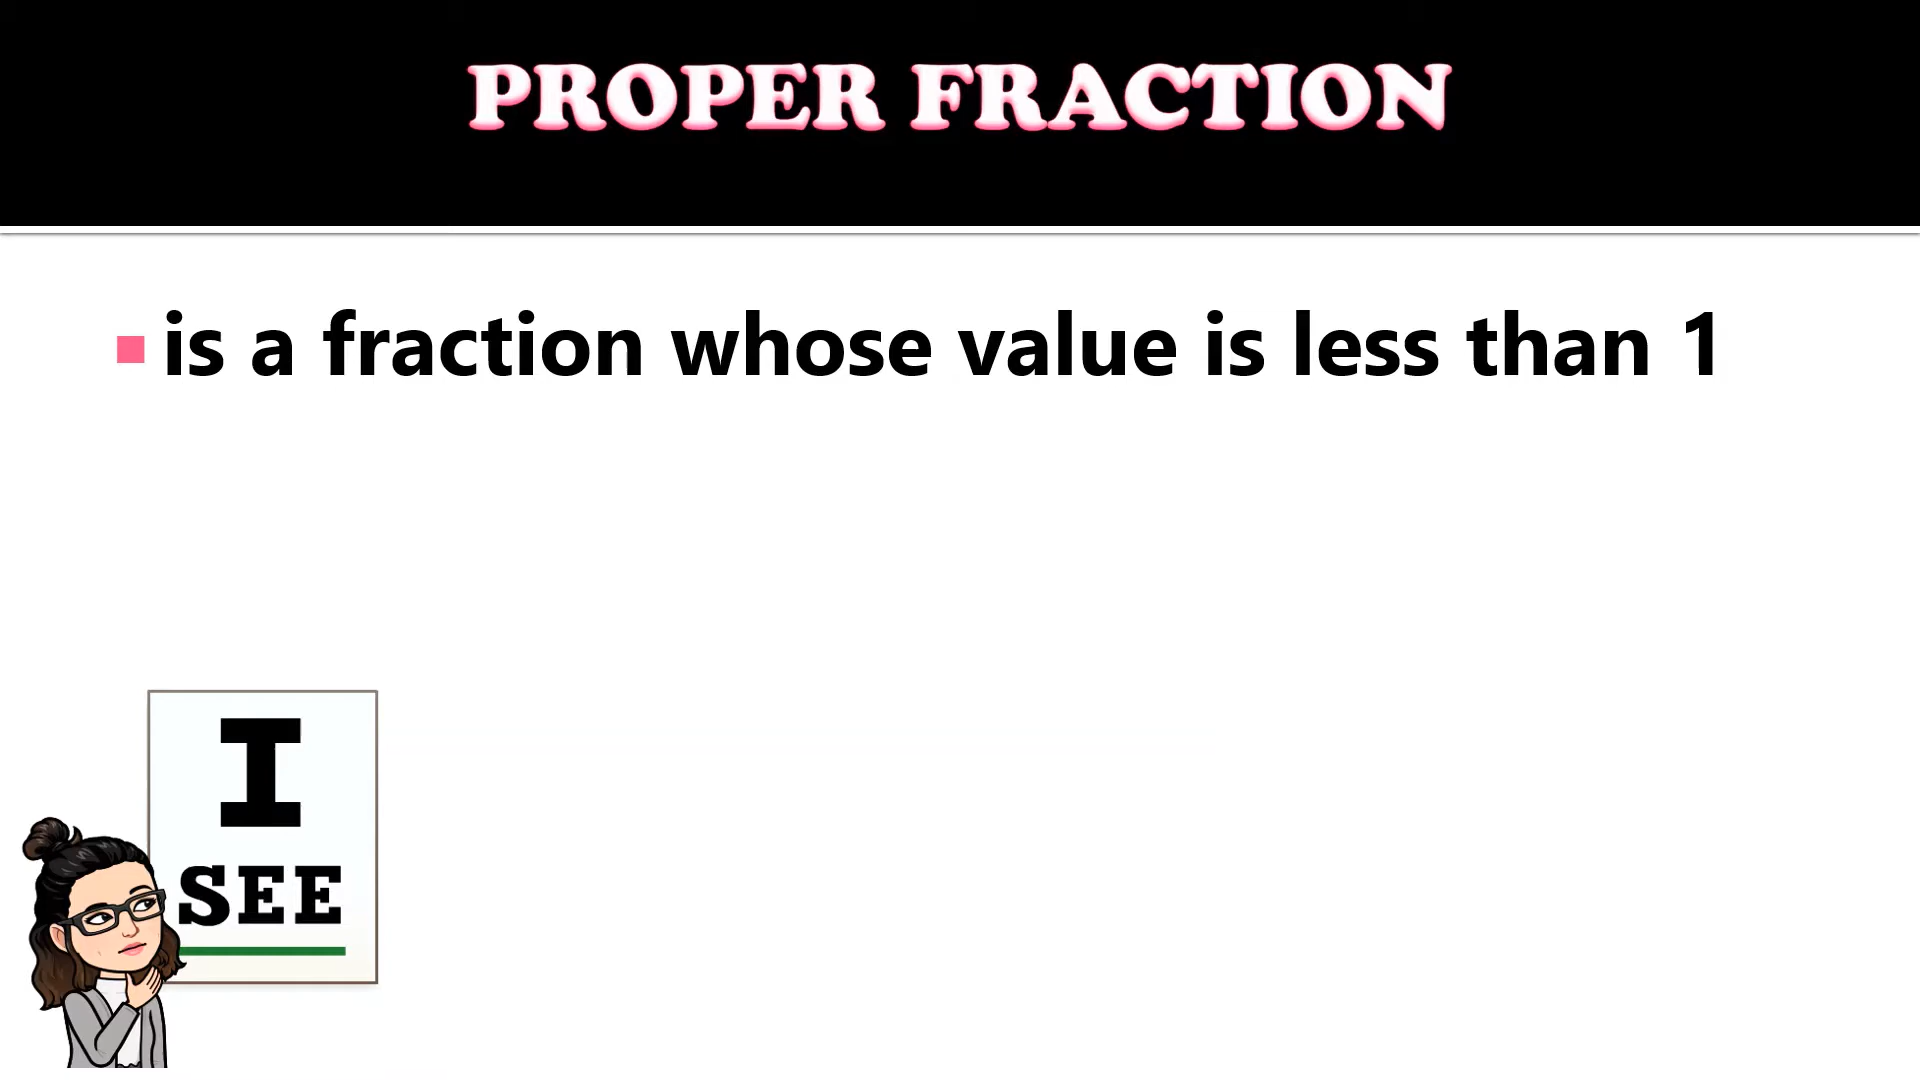 PROPER FRACTION
is a fraction whose value is less than 1
I
SEE